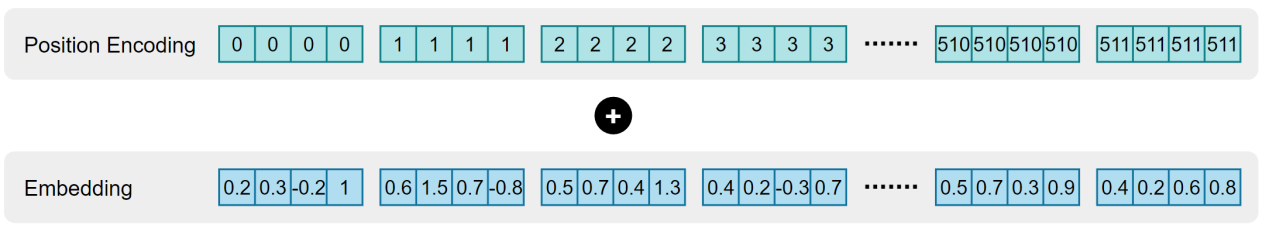 Position Encoding 0 0 0 0 1 1 1 1 2 2 2 2 3 3 3 3 ······· 510 510 510 510 511 511 511 511
+
Embedding 0.2 0.3 -0.2 1 0.6 1.5 0.7 -0.8 0.5 0.7 0.4 1.3 0.4 0.2 -0.3 0.7 ······· 0.5 0.7 0.3 0.9 0.4 0.2 0.6 0.8